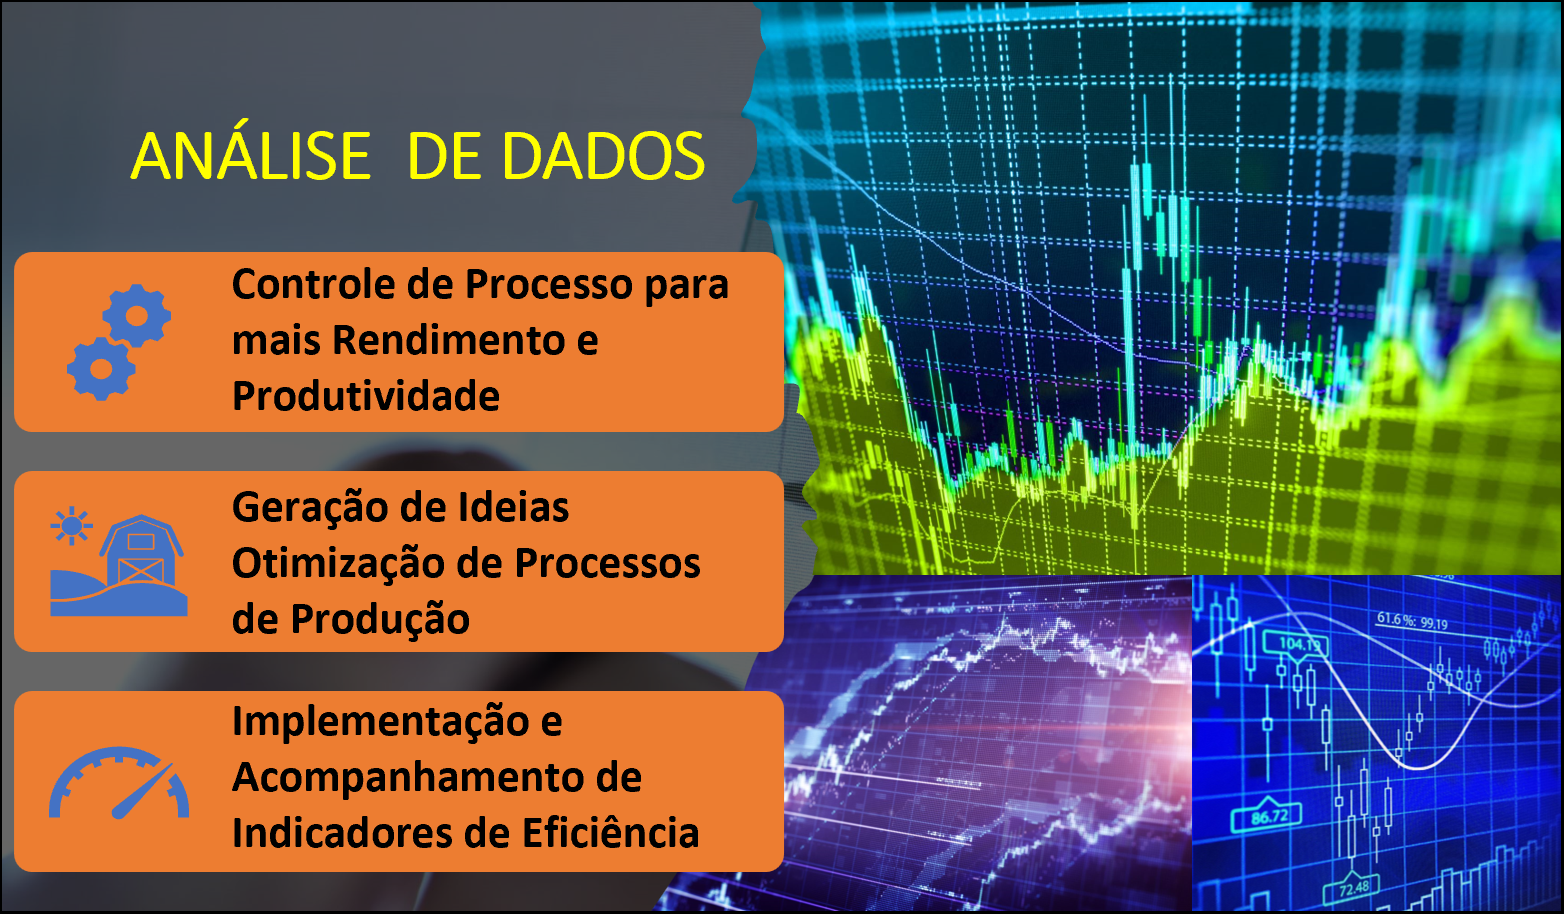 ANÁLISE DE DADOS
Controle de Processo para
mais Rendimento e
Produtividade
Geração de Ideias
Otimização de Processos
de Produção
Implementação e
Acompanhamento de
Indicadores de Eficiência
61.6 %: 99.19
104.19
86.72
72.48